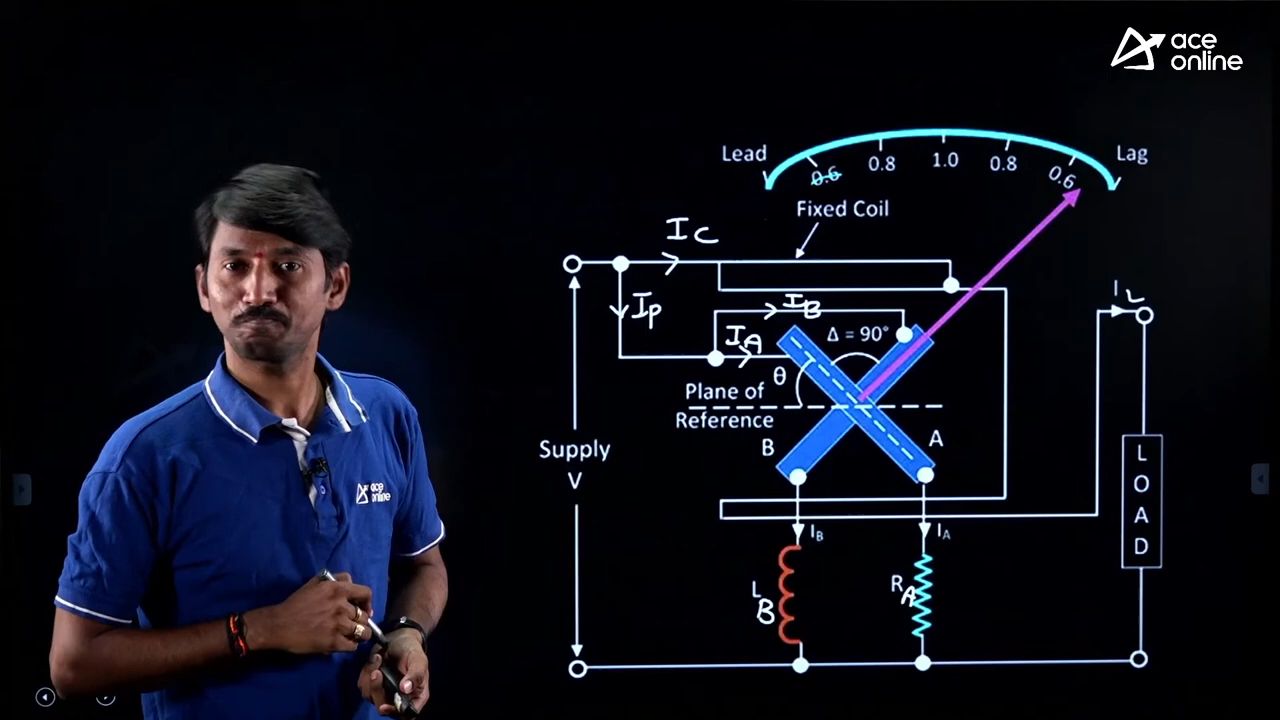 ace
online
Lead
Lag
0.6
0.8
1.0
0.8
0.6
Fixed Coil
IC
IP
IB
IA
Δ = 90°
θ
Plane of
Reference
B
A
IL
Supply
V
L
O
A
D
IB
IA
LB
RA
ace
online